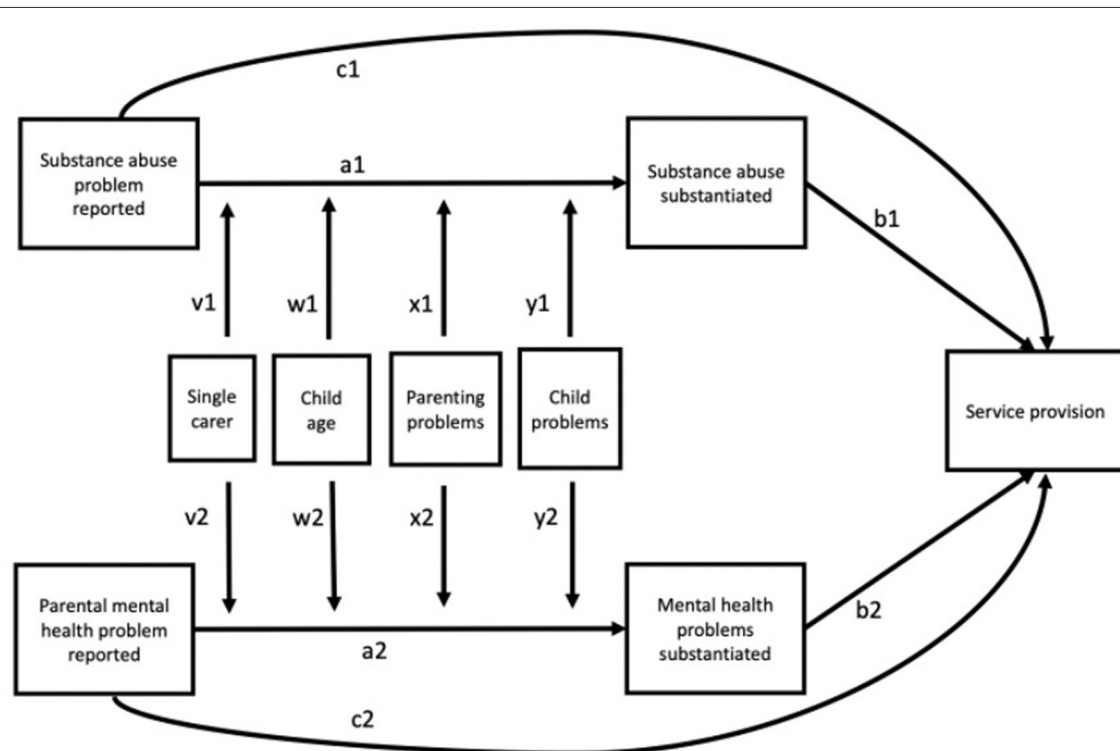 c1
Substance abuse
problem
reported
a1
Substance abuse
substantiated
b1
v1
w1
x1
y1
Single
carer
Child
age
Parenting
problems
Child
problems
Service provision
v2
w2
x2
y2
Parental mental
health problem
reported
a2
Mental health
problems
substantiated
b2
c2